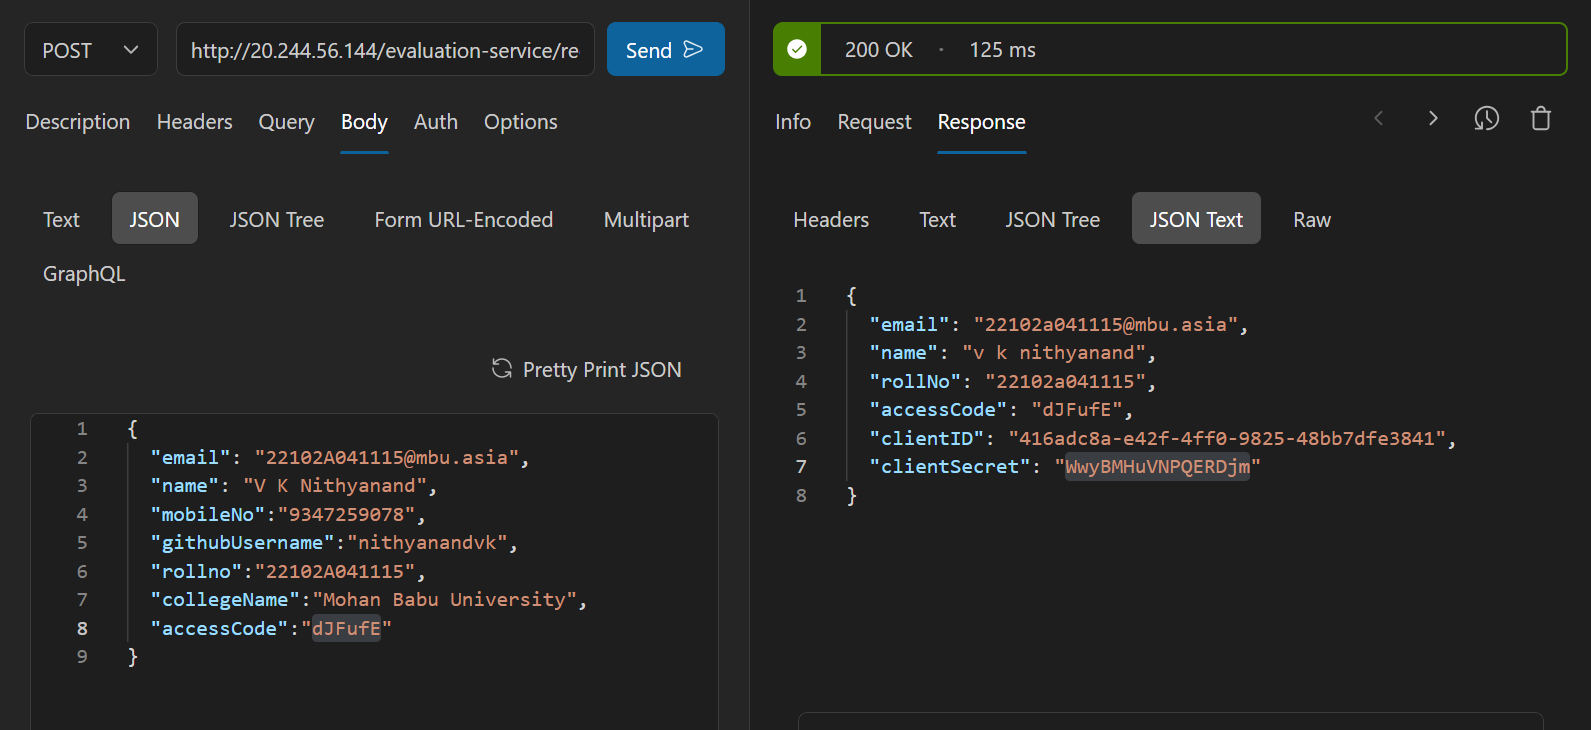 POST
http://20.244.56.144/evaluation-service/re
Send
Description Headers Query Body Auth Options
Text JSON JSON Tree Form URL-Encoded Multipart
GraphQL
Pretty Print JSON
1 {
2 "email": "22102A041115@mbu.asia",
3 "name": "V K Nithyanand",
4 "mobileNo":"9347259078",
5 "githubUsername":"nithyanandvk",
6 "rollno":"22102A041115",
7 "collegeName":"Mohan Babu University",
8 "accessCode":"dJFufE"
9 }
200 OK · 125 ms
Info Request Response
Headers Text JSON Tree JSON Text Raw
1 {
2 "email": "22102a041115@mbu.asia",
3 "name": "v k nithyanand",
4 "rollNo": "22102a041115",
5 "accessCode": "dJFufE",
6 "clientID": "416adc8a-e42f-4ff0-9825-48bb7dfe3841",
7 "clientSecret": "WwyBMHuVNPQERDjm"
8 }